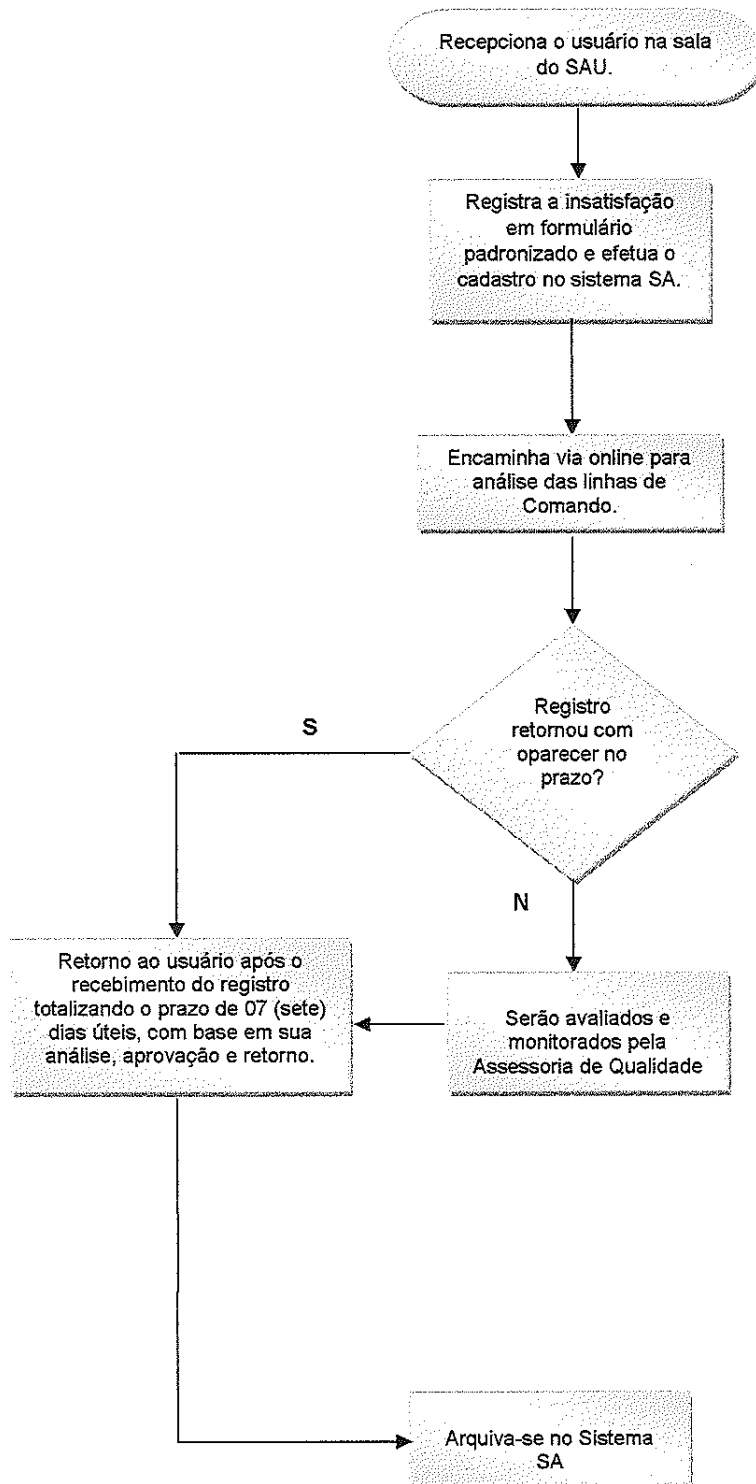 Recepciona o usuário na sala
do SAU.
Registra a insatisfação
em formulário
padronizado e efetua o
cadastro no sistema SA.
Encaminha via online para
análise das linhas de
Comando.
Registro
retornou com
oparecer no
prazo?
S
N
Retorno ao usuário após o
recebimento do registro
totalizando o prazo de 07 (sete)
dias úteis, com base em sua
análise, aprovação e retorno.
Serão avaliados e
monitorados pela
Assessoria de Qualidade
Arquiva-se no Sistema
SA